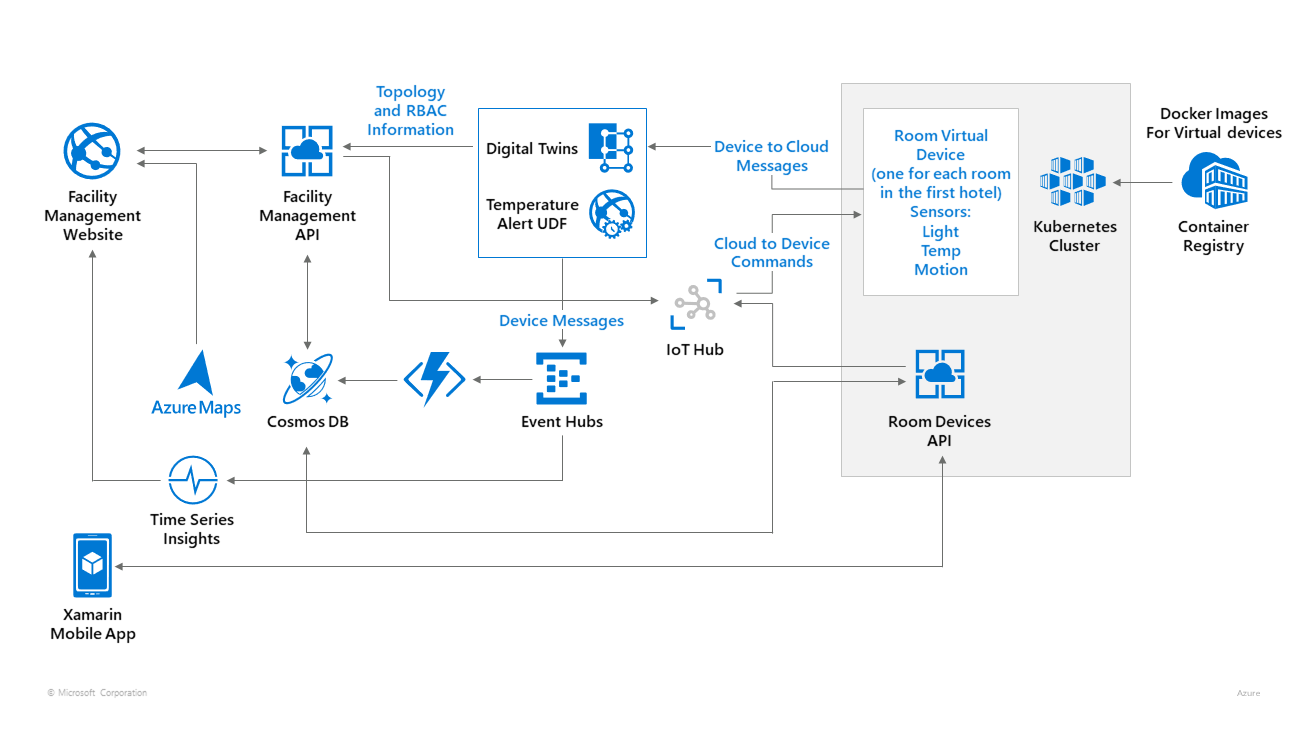 Topology
and RBAC
Information
Digital Twins
Temperature
Alert UDF
Device to Cloud
Messages
Room Virtual
Device
(one for each room
in the first hotel)
Sensors:
Light
Temp
Motion
Docker Images
For Virtual devices
Facility
Management
Website
Facility
Management
API
Kubernetes
Cluster
Container
Registry
Cloud to Device
Commands
Device Messages
IoT Hub
Azure Maps
Cosmos DB
Event Hubs
Room Devices
API
Time Series
Insights
Xamarin
Mobile App
© Microsoft Corporation
Azure